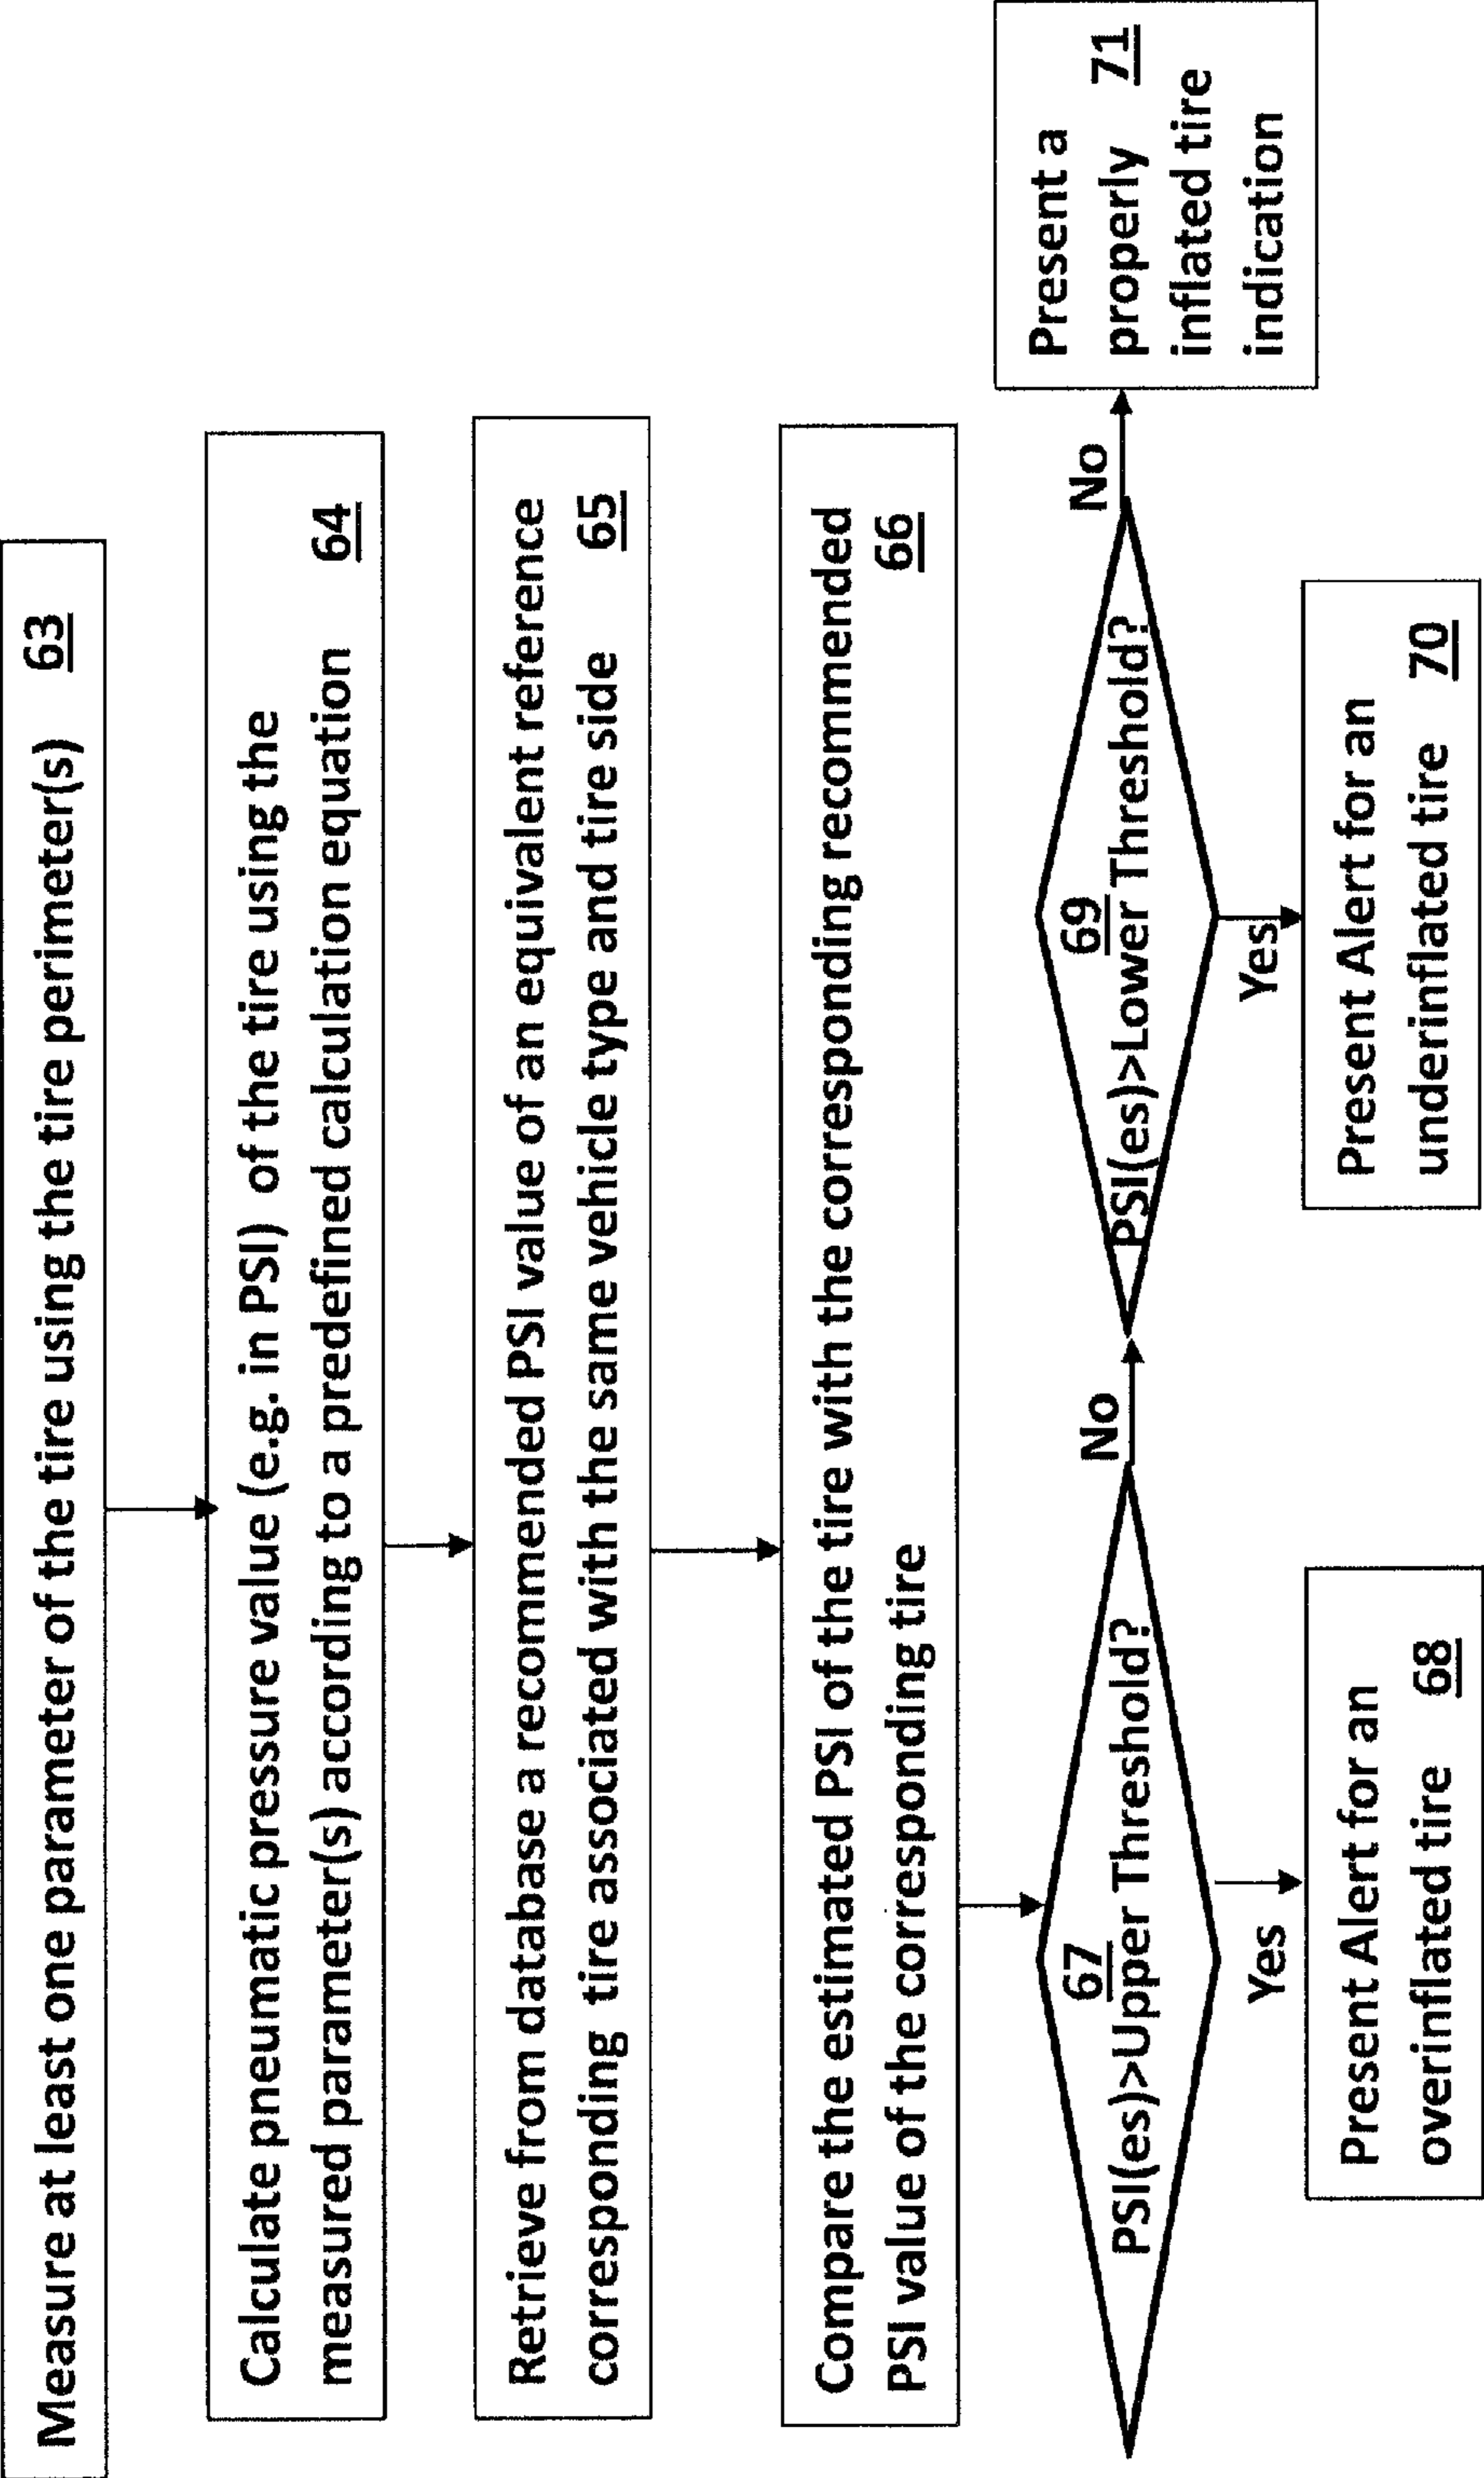 Measure at least one parameter of the tire using the tire perimeter(s) 63
Calculate pneumatic pressure value (e.g. in PSI) of the tire using the
measured parameter(s) according to a predefined calculation equation 64
Retrieve from database a recommended PSI value of an equivalent reference
corresponding tire associated with the same vehicle type and tire side 65
Compare the estimated PSI of the tire with the corresponding recommended
PSI value of the corresponding tire 66
67
PSI(es)>Upper Threshold?
No
Yes
Present Alert for an
overinflated tire 68
69
PSI(es)>Lower Threshold?
No
Yes
Present Alert for an
underinflated tire 70
Present a
properly 71
inflated tire
indication